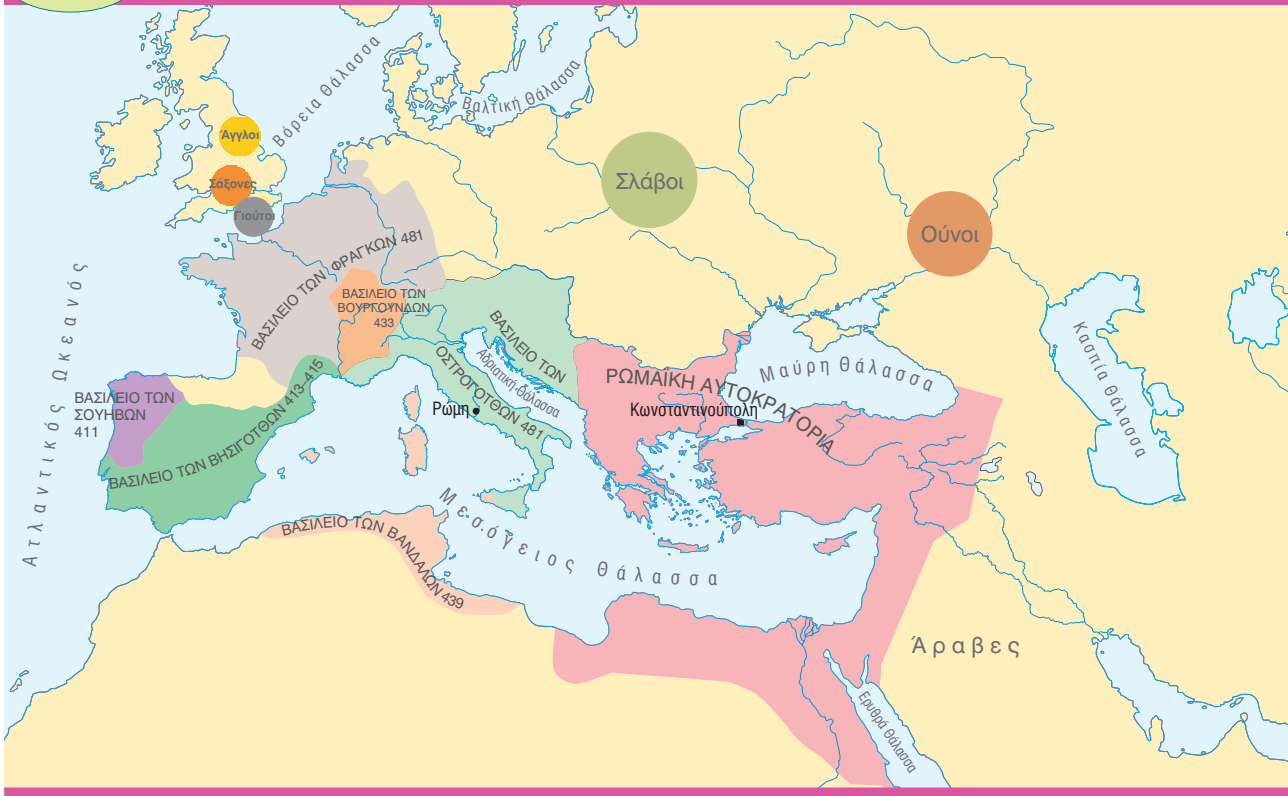 Βόρεια Θάλασσα
Βαλτική Θάλασσα
Άγγλοι
Σάξονες
Γιούτοι
Σλάβοι
Ούνοι
Ατλαντικός Ωκεανός
ΒΑΣΙΛΕΙΟ ΤΩΝ ΦΡΑΓΚΩΝ 481
ΒΑΣΙΛΕΙΟ ΤΩΝ
ΒΟΥΡΓΟΥΝΔΩΝ
433
ΒΑΣΙΛΕΙΟ ΤΩΝ
ΟΣΤΡΟΓΟΤΘΩΝ 481
Αδριατική θάλασσα
Ρώμη
ΒΑΣΙΛΕΙΟ ΤΩΝ
ΣΟΥΗΒΩΝ
411
ΒΑΣΙΛΕΙΟ ΤΩΝ ΒΗΣΙΓΟΤΘΩΝ 413–415
ΡΩΜΑΪΚΗ ΑΥΤΟΚΡΑΤΟΡΙΑ
Κωνσταντινούπολη
Μαύρη Θάλασσα
Κασπία Θάλασσα
ΒΑΣΙΛΕΙΟ ΤΩΝ ΒΑΝΔΑΛΩΝ 439
Μεσόγειος Θάλασσα
Άραβες
Ερυθρά Θάλασσα